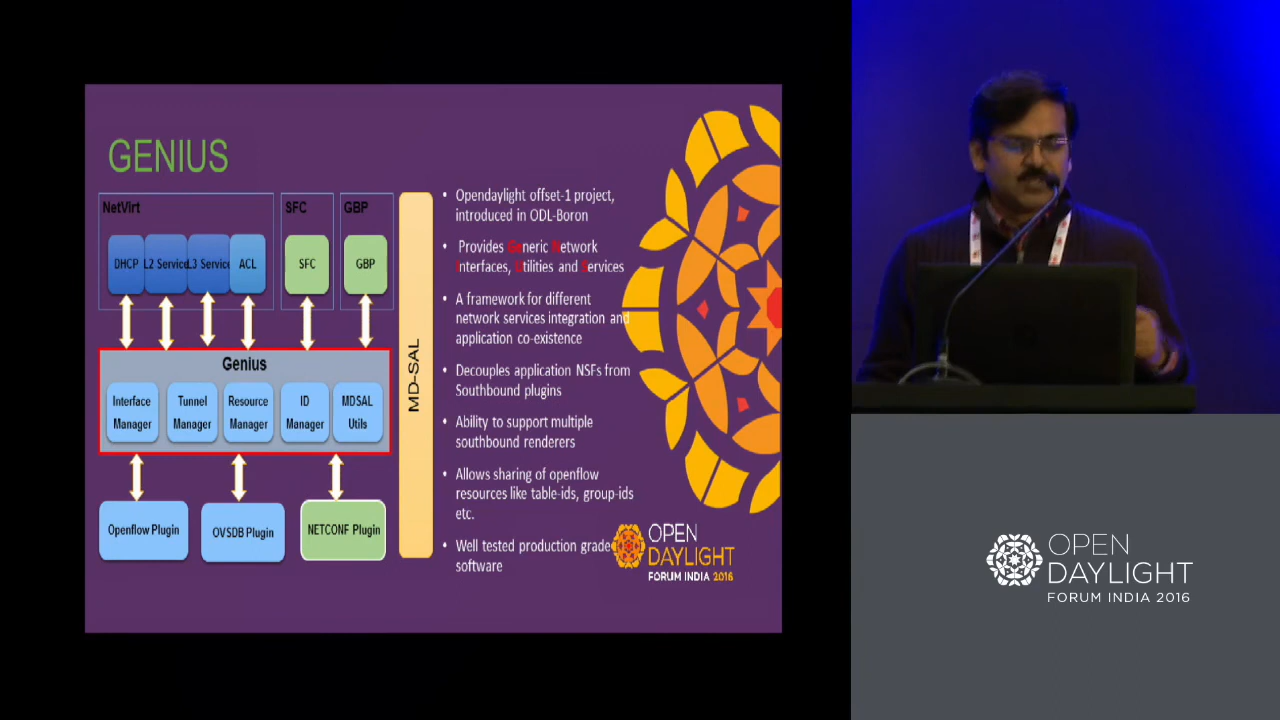 GENIUS
NetVirt
SFC
GBP
DHCP
L2 Service
L3 Service
ACL
SFC
GBP
Genius
Interface
Manager
Tunnel
Manager
Resource
Manager
ID
Manager
MDSAL
Utils
Openflow Plugin
OVSDB Plugin
NETCONF Plugin
MD-SAL
• Opendaylight offset-1 project,
introduced in ODL-Boron
• Provides Generic Network
Interfaces, Utilities and Services
• A framework for different
network services integration and
application co-existence
• Decouples application NSFs from
Southbound plugins
• Ability to support multiple
southbound renderers
• Allows sharing of openflow
resources like table-ids, group-ids
etc.
• Well tested production grade
software
OPEN
DAYLIGHT
FORUM INDIA 2016
OPEN
DAYLIGHT
FORUM INDIA 2016